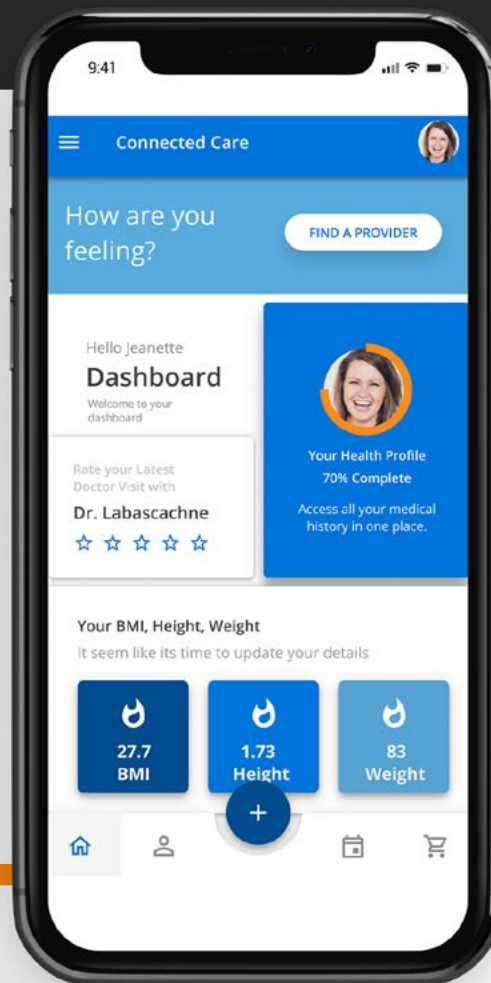 9:41
Connected Care
How are you
feeling?
FIND A PROVIDER
Hello Jeanette
Dashboard
Welcome to your
dashboard
Rate your Latest
Doctor Visit with
Dr. Labascachne
Your Health Profile
70% Complete
Access all your medical
history in one place.
Your BMI, Height, Weight
It seem like its time to update your details
27.7
BMI
1.73
Height
83
Weight
+